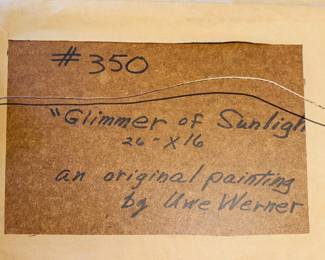 #350
"Glimmer of Sunligh
26" X 16
an original painting
by Uwe Werner